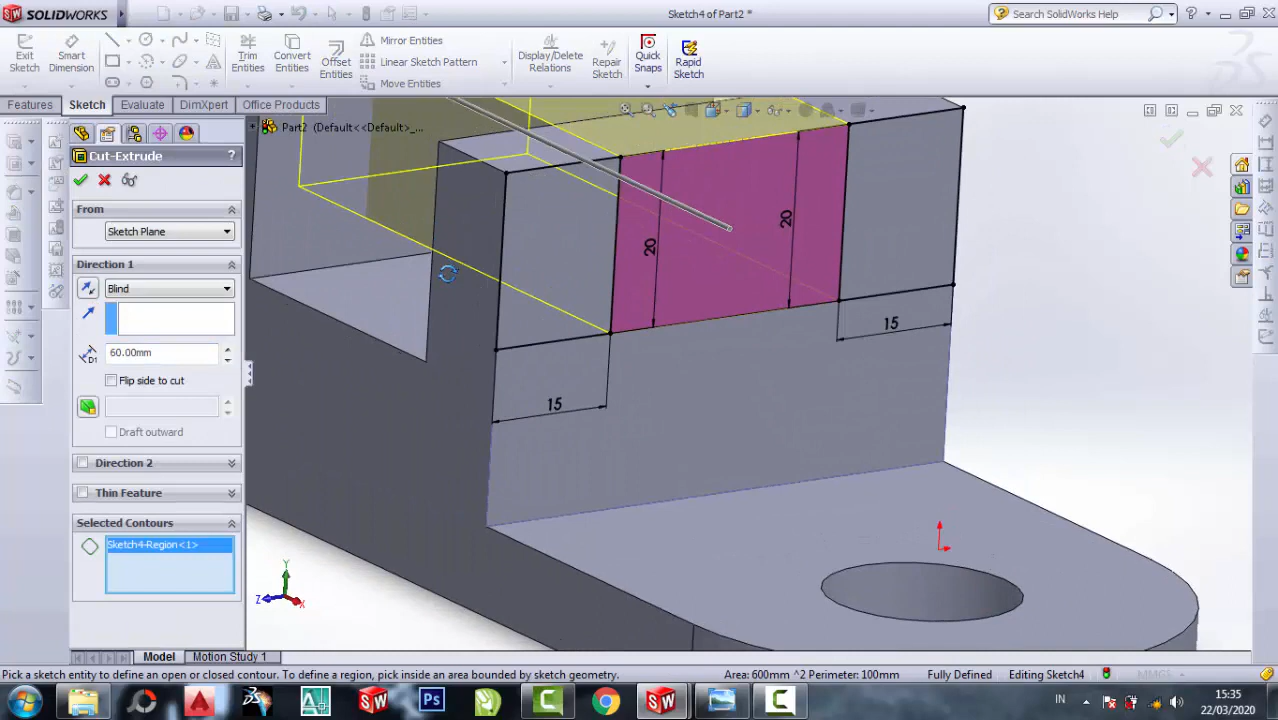 SOLIDWORKS
Sketch4 of Part2 *
Search SolidWorks Help
Exit Sketch
Smart Dimension
Trim Entities
Convert Entities
Offset Entities
Mirror Entities
Linear Sketch Pattern
Move Entities
Display/Delete Relations
Repair Sketch
Quick Snaps
Rapid Sketch
Features
Sketch
Evaluate
DimXpert
Office Products
Part2 (Default<<Default>_...
Cut-Extrude
?
From
Sketch Plane
Direction 1
Blind
D1
60.00mm
Flip side to cut
Draft outward
Direction 2
Thin Feature
Selected Contours
Sketch4-Region<1>
20
20
15
15
Y
Z
X
Model
Motion Study 1
Pick a sketch entity to define an open or closed contour. To define a region, pick inside an area bounded by sketch geometry.
Area: 600mm ^2 Perimeter: 100mm
Fully Defined
Editing Sketch4
MMGS
Ps
IN
15:35
22/03/2020